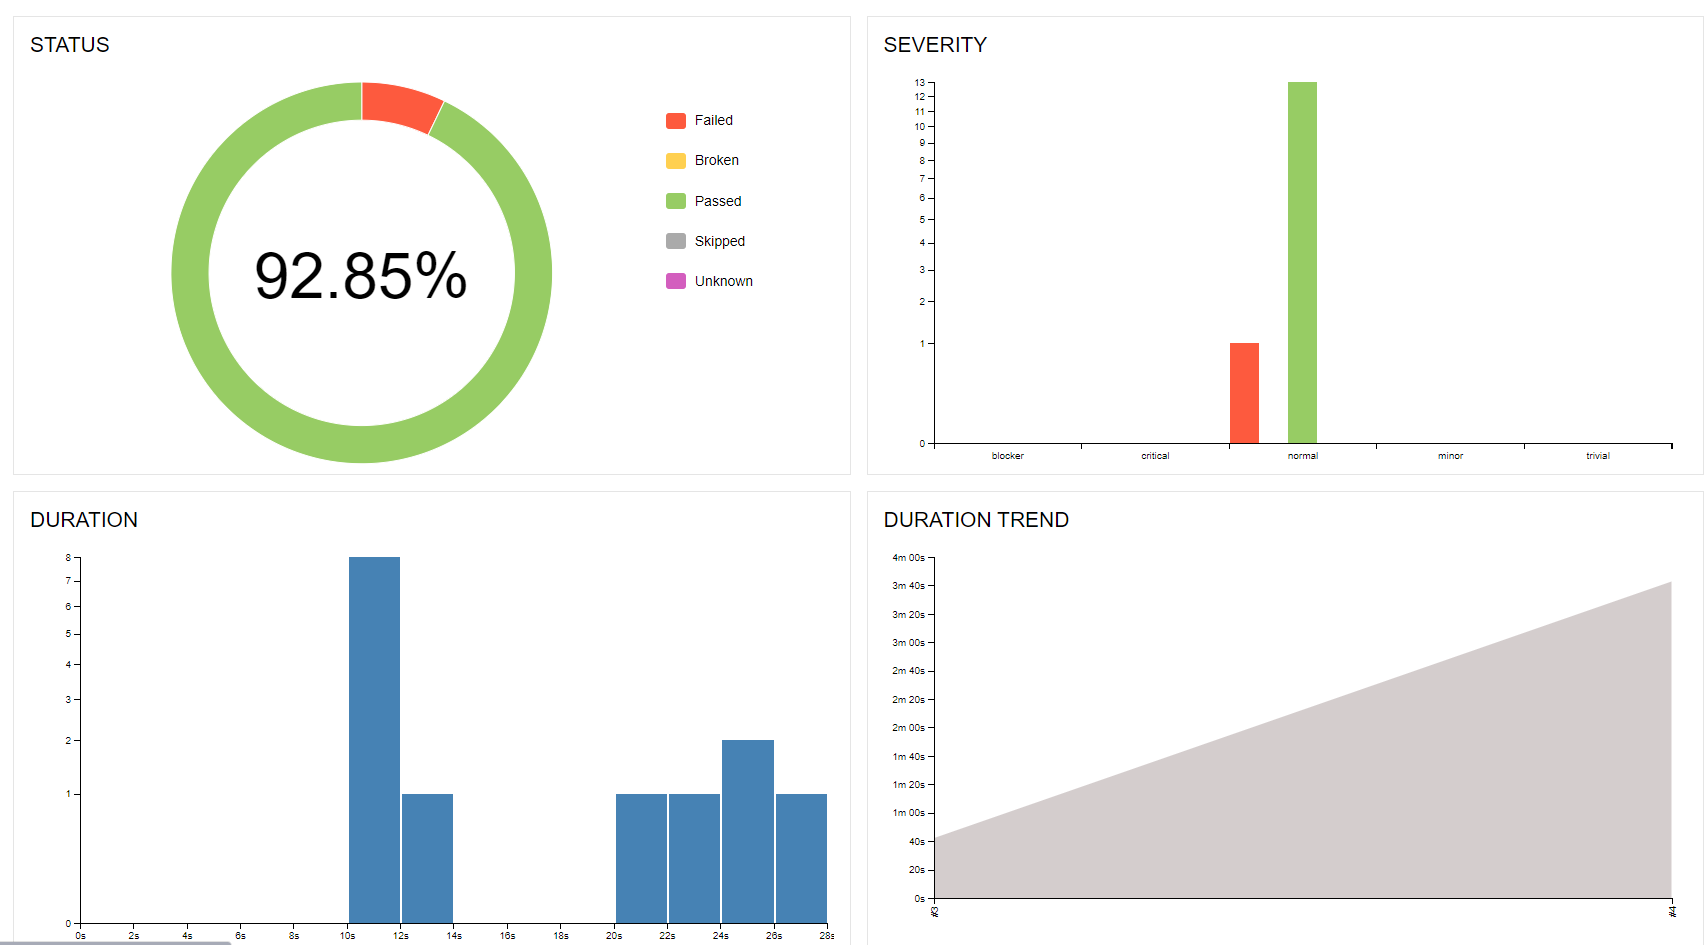 STATUS
92.85%
Failed
Broken
Passed
Skipped
Unknown
SEVERITY
13
12
11
10
9
8
7
6
5
4
3
2
1
0
blocker critical normal minor trivial
DURATION
8
7
6
5
4
3
2
1
0
0s 2s 4s 6s 8s 10s 12s 14s 16s 18s 20s 22s 24s 26s 28s
DURATION TREND
4m 00s
3m 40s
3m 20s
3m 00s
2m 40s
2m 20s
2m 00s
1m 40s
1m 20s
1m 00s
40s
20s
0s
#3 #4